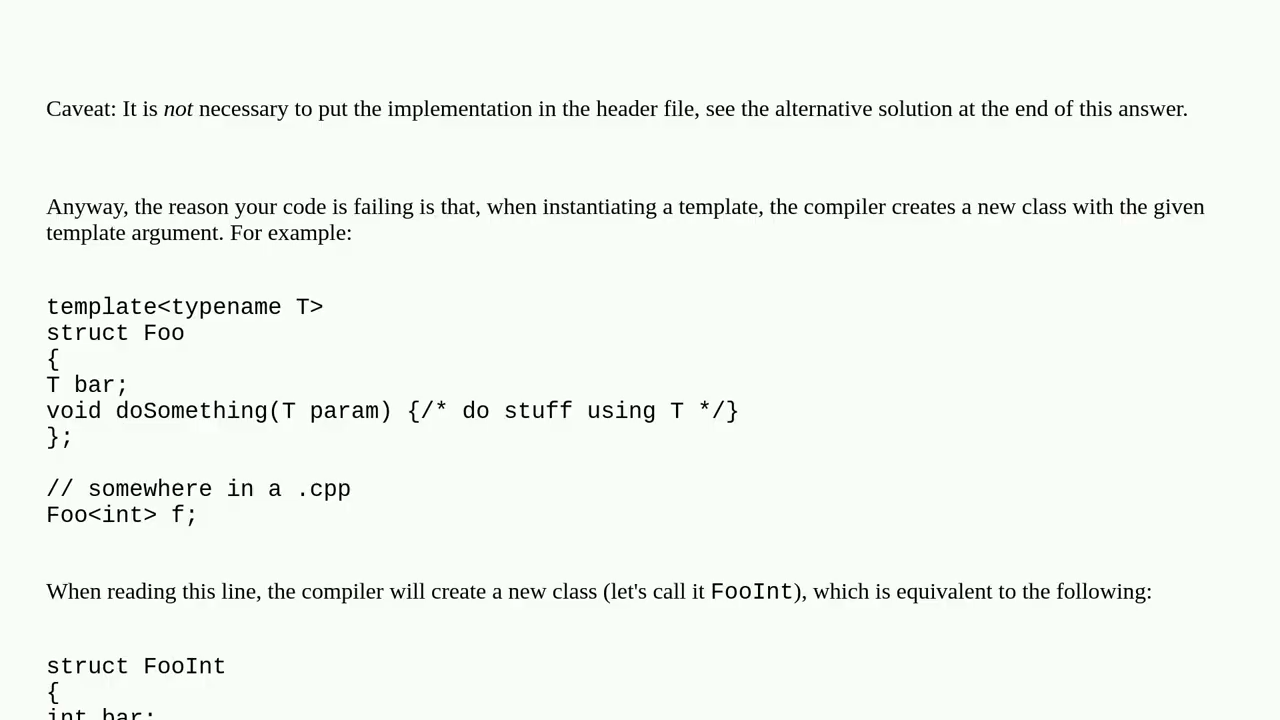 Caveat: It is not necessary to put the implementation in the header file, see the alternative solution at the end of this answer.
Anyway, the reason your code is failing is that, when instantiating a template, the compiler creates a new class with the given
template argument. For example:
template<typename T>
struct Foo
{
T bar;
void doSomething(T param) {/* do stuff using T */}
};
// somewhere in a .cpp
Foo<int> f;
When reading this line, the compiler will create a new class (let's call it FooInt), which is equivalent to the following:
struct FooInt
{
int bar;